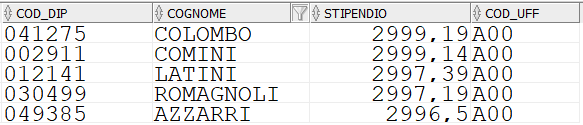 COD_DIP COGNOME STIPENDIO COD_UFF
041275 COLOMBO 2999,19 A00
002911 COMINI 2999,14 A00
012141 LATINI 2997,39 A00
030499 ROMAGNOLI 2997,19 A00
049385 AZZARRI 2996,5 A00